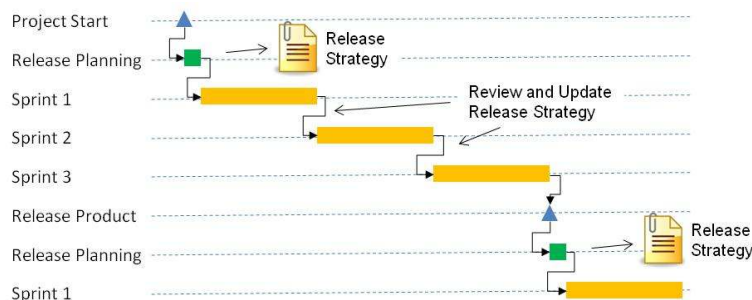 Project Start
Release
Strategy
Release Planning
Sprint 1
Review and Update
Release Strategy
Sprint 2
Sprint 3
Release Product
Release
Strategy
Release Planning
Sprint 1